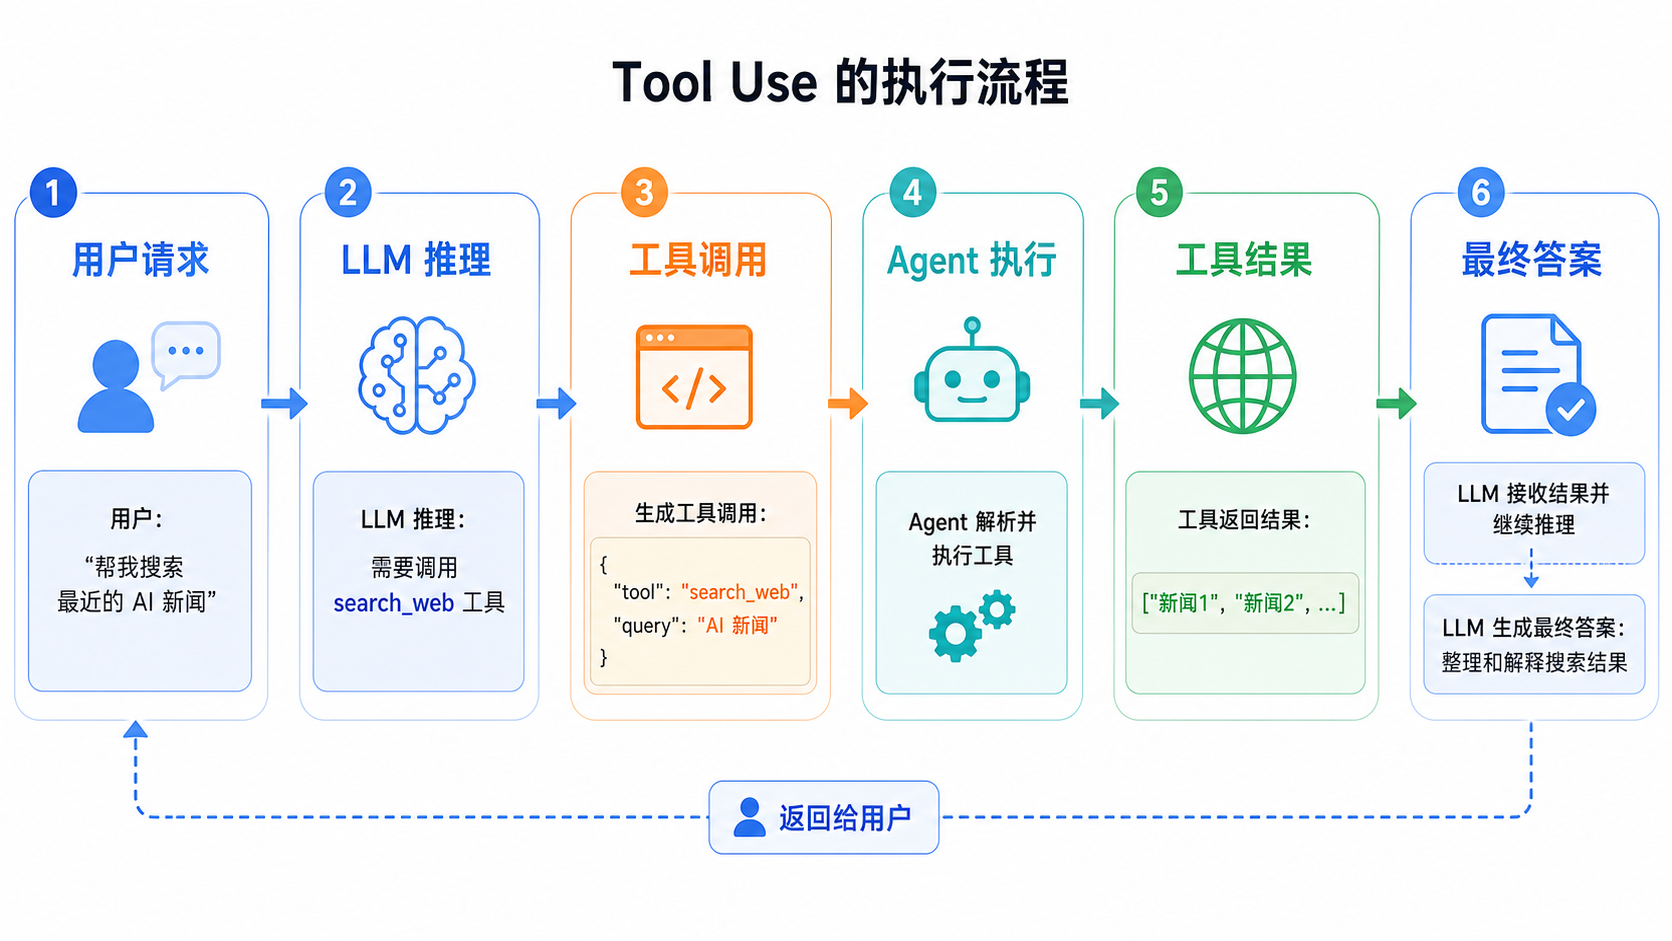 Tool Use 的执行流程
1
用户请求
用户：
“帮我搜索
最近的 AI 新闻”
2
LLM 推理
LLM 推理：
需要调用
search_web 工具
3
工具调用
生成工具调用：
{
"tool": "search_web",
"query": "AI 新闻"
}
4
Agent 执行
Agent 解析并
执行工具
5
工具结果
工具返回结果：
["新闻1", "新闻2", ...]
6
最终答案
LLM 接收结果并
继续推理
LLM 生成最终答案：
整理和解释搜索结果
返回给用户